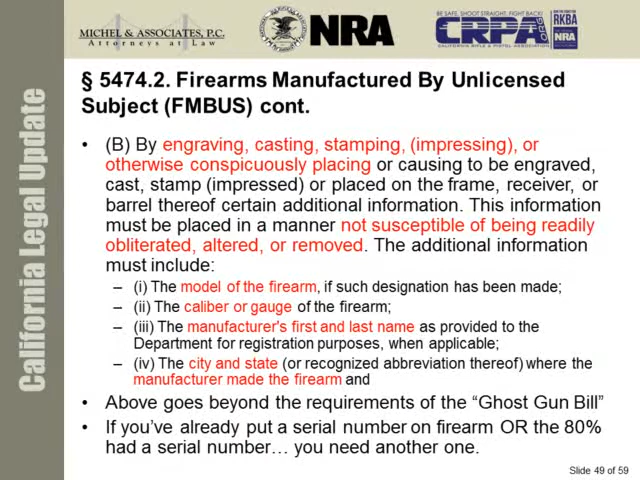 MICHEL & ASSOCIATES, P.C.
Attorneys at Law
NRA
BE SAFE, SHOOT STRAIGHT, FIGHT BACK!
CRPA.ORG
CALIFORNIA RIFLE & PISTOL ASSOCIATION
RKBA
NRA
California Legal Update
§ 5474.2. Firearms Manufactured By Unlicensed
Subject (FMBUS) cont.
• (B) By engraving, casting, stamping, (impressing), or
otherwise conspicuously placing or causing to be engraved,
cast, stamp (impressed) or placed on the frame, receiver, or
barrel thereof certain additional information. This information
must be placed in a manner not susceptible of being readily
obliterated, altered, or removed. The additional information
must include:
– (i) The model of the firearm, if such designation has been made;
– (ii) The caliber or gauge of the firearm;
– (iii) The manufacturer's first and last name as provided to the
Department for registration purposes, when applicable;
– (iv) The city and state (or recognized abbreviation thereof) where the
manufacturer made the firearm and
• Above goes beyond the requirements of the “Ghost Gun Bill”
• If you’ve already put a serial number on firearm OR the 80%
had a serial number… you need another one.
Slide 49 of 59